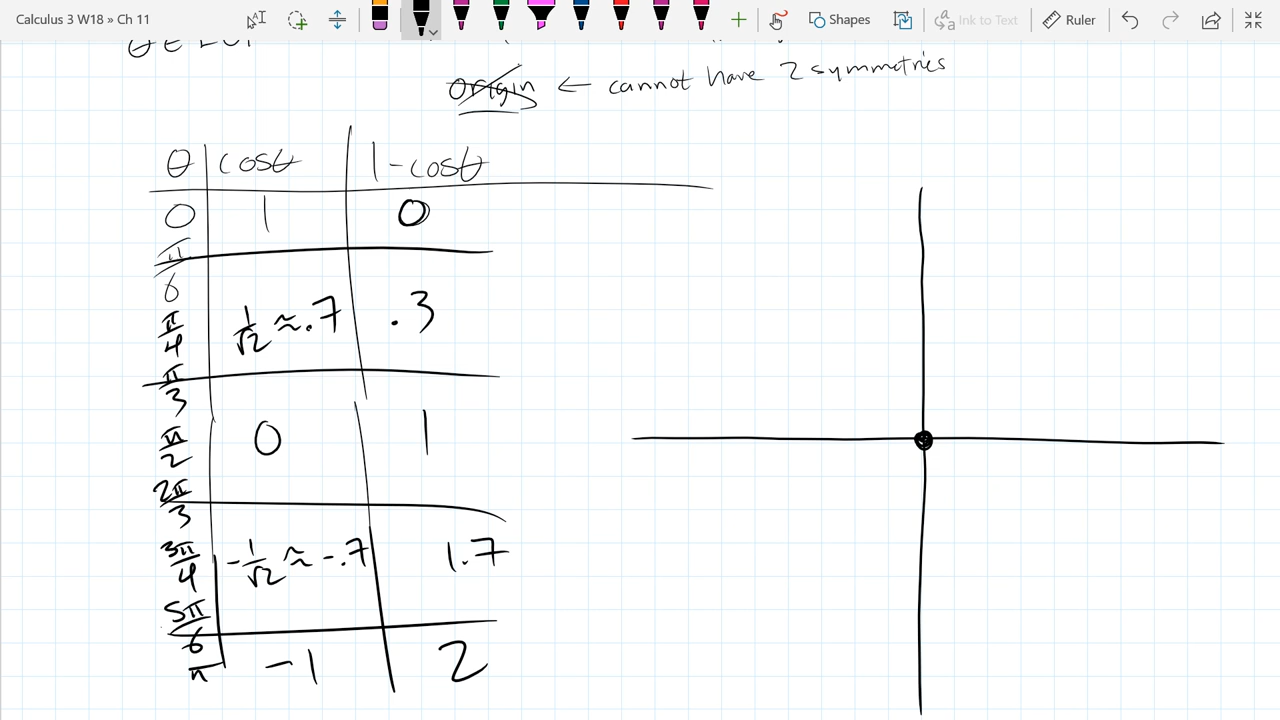 Calculus 3 W18 » Ch 11
Shapes
Link to Text
Ruler
Origin ← cannot have 2 symmetries
θ cosθ 1-cosθ
0 1 0
π/6
π/4 1/√2 ≈ .7 .3
π/3
π/2 0 1
2π/3
3π/4 -1/√2 ≈ -.7 1.7
5π/6
π -1 2